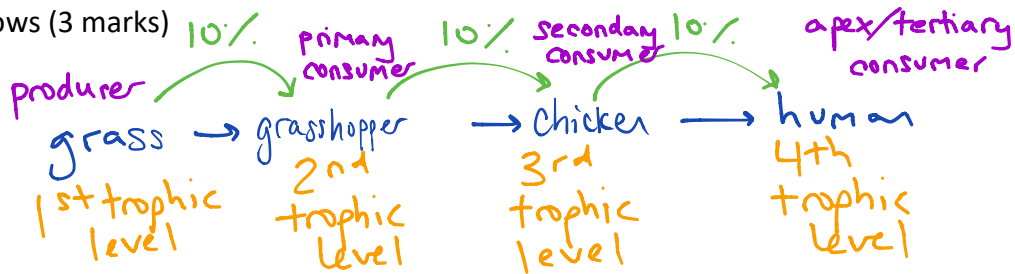 ows (3 marks)
10% 10% 10%
primary consumer
secondary consumer
apex/tertiary consumer
producer
grass → grasshopper → chicken → human
1st trophic level
2nd trophic level
3rd trophic level
4th trophic level